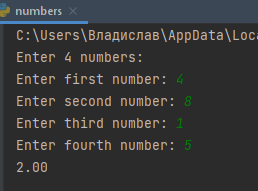 numbers
C:\Users\Владислав\AppData\Loca
Enter 4 numbers:
Enter first number: 4
Enter second number: 8
Enter third number: 1
Enter fourth number: 5
2.00